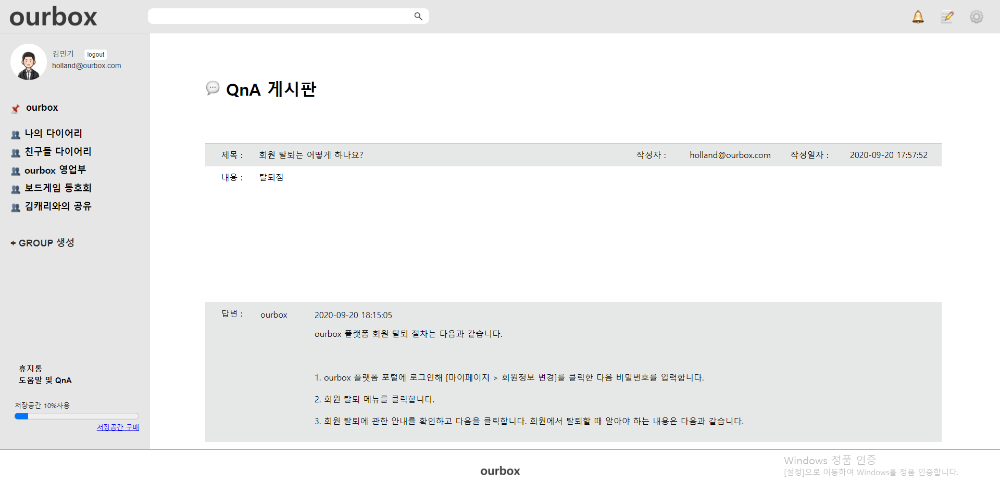 ourbox
김민기 logout
holland@ourbox.com
ourbox
나의 다이어리
친구들 다이어리
ourbox 영업부
보드게임 동호회
김캐리와의 공유
+ GROUP 생성
휴지통
도움말 및 QnA
저장공간 10%사용
저장공간 구매
QnA 게시판
제목 : 회원 탈퇴는 어떻게 하나요? 작성자 : holland@ourbox.com 작성일자 : 2020-09-20 17:57:52
내용 : 탈퇴점
답변 : ourbox 2020-09-20 18:15:05
ourbox 플랫폼 회원 탈퇴 절차는 다음과 같습니다.
1. ourbox 플랫폼 포털에 로그인해 [마이페이지 > 회원정보 변경]를 클릭한 다음 비밀번호를 입력합니다.
2. 회원 탈퇴 메뉴를 클릭합니다.
3. 회원 탈퇴에 관한 안내를 확인하고 다음을 클릭합니다. 회원에서 탈퇴할 때 알아야 하는 내용은 다음과 같습니다.
ourbox
Windows 정품 인증
[설정]으로 이동하여 Windows를 정품 인증합니다.